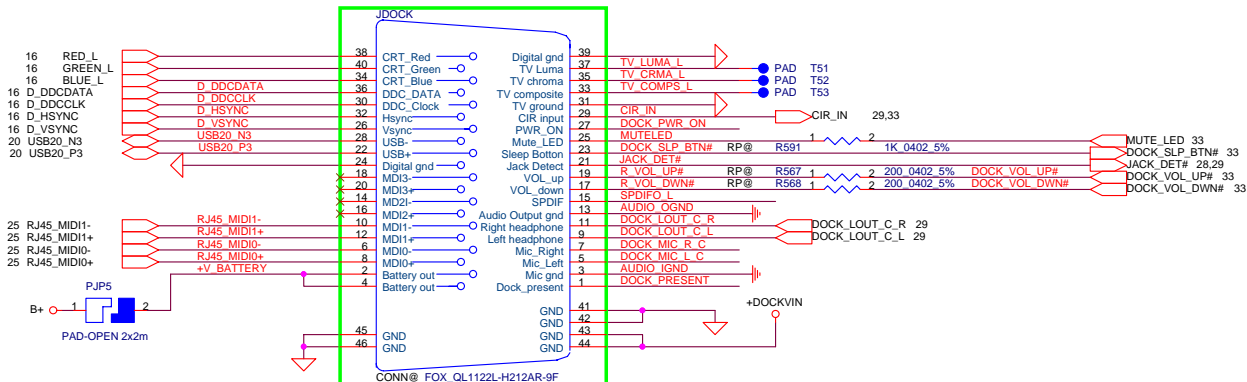 JDOCK
16 RED_L 38 CRT_Red Digital gnd 39
16 GREEN_L 40 CRT_Green TV Luma 37 TV_LUMA_L PAD T51
16 BLUE_L 34 CRT_Blue TV chroma 35 TV_CRMA_L PAD T52
16 D_DDCDATA D_DDCDATA 36 DDC_DATA TV composite 33 TV_COMPS_L PAD T53
16 D_DDCCLK D_DDCCLK 30 DDC_Clock TV ground 31
16 D_HSYNC D_HSYNC 32 Hsync CIR input 29 CIR_IN CIR_IN 29,33
16 D_VSYNC D_VSYNC 26 Vsync PWR_ON 27 DOCK_PWR_ON
20 USB20_N3 USB20_N3 28 USB- Mute_LED 25 MUTELED 1 2 MUTE_LED 33
20 USB20_P3 USB20_P3 22 USB+ Sleep Botton 23 DOCK_SLP_BTN# RP@ R591 1K_0402_5% DOCK_SLP_BTN# 33
24 Digital gnd Jack Detect 21 JACK_DET# JACK_DET# 28,29
18 MDI3- VOL_up 19 R_VOL_UP# RP@ R567 1 2 200_0402_5% DOCK_VOL_UP# DOCK_VOL_UP# 33
20 MDI3+ VOL_down 17 R_VOL_DWN# RP@ R568 1 2 200_0402_5% DOCK_VOL_DWN# DOCK_VOL_DWN# 33
14 MD2I- SPDIF 15 SPDIFO_L
16 MDI2+ Audio Output gnd 13 AUDIO_OGND
25 RJ45_MIDI1- RJ45_MIDI1- 10 MDI1- Right headphone 11 DOCK_LOUT_C_R DOCK_LOUT_C_R 29
25 RJ45_MIDI1+ RJ45_MIDI1+ 12 MDI1+ Left headphone 9 DOCK_LOUT_C_L DOCK_LOUT_C_L 29
25 RJ45_MIDI0- RJ45_MIDI0- 6 MDI0- Mic_Right 7 DOCK_MIC_R_C
25 RJ45_MIDI0+ RJ45_MIDI0+ 8 MDI0+ Mic_Left 5 DOCK_MIC_L_C
+V_BATTERY 2 Battery out Mic gnd 3 AUDIO_IGND
4 Battery out Dock_present 1 DOCK_PRESENT
PJP5
B+ 1 2
PAD-OPEN 2x2m
GND 41
GND 42
+DOCKVIN
45 GND GND 43
46 GND GND 44
CONN@ FOX_QL1122L-H212AR-9F